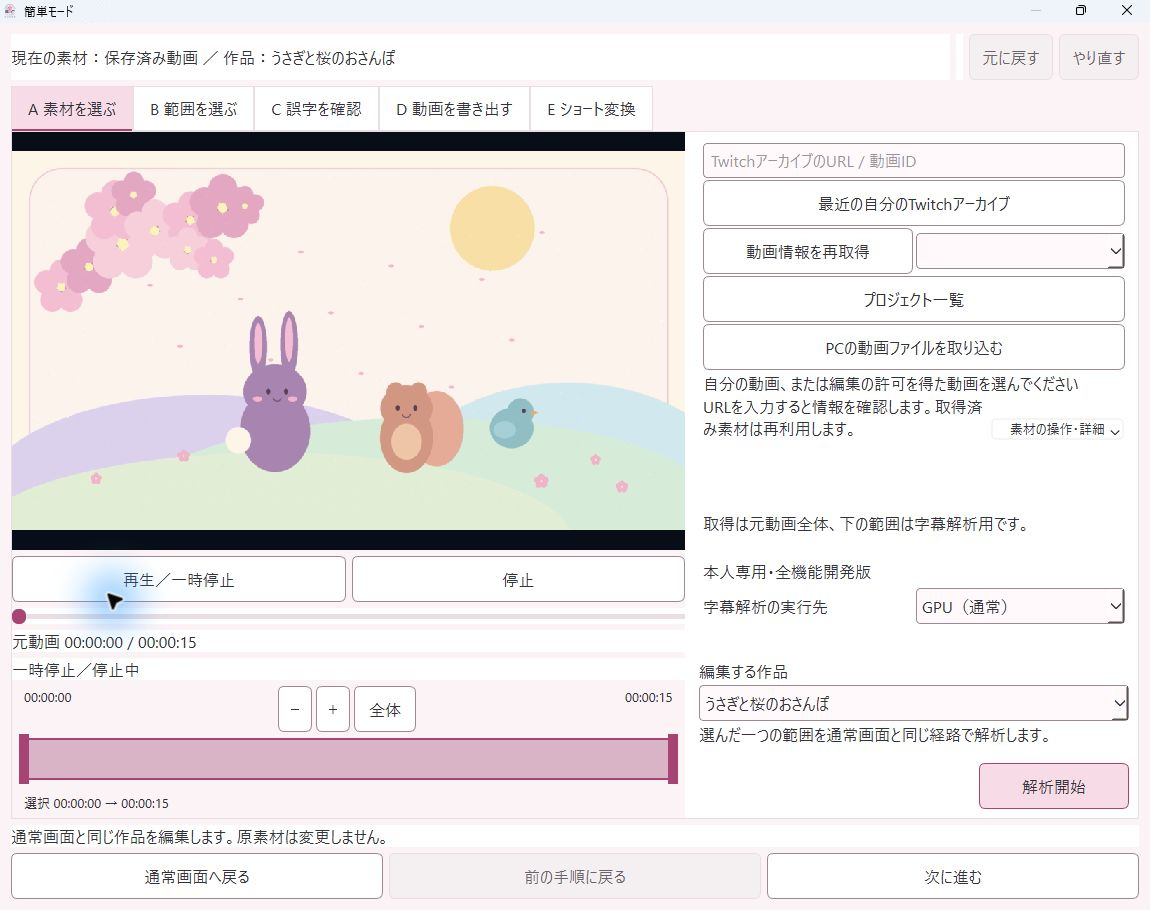 簡単モード
現在の素材：保存済み動画 ／ 作品：うさぎと桜のおさんぽ
元に戻す
やり直す
A 素材を選ぶ
B 範囲を選ぶ
C 誤字を確認
D 動画を書き出す
E ショート変換
TwitchアーカイブのURL / 動画ID
最近の自分のTwitchアーカイブ
動画情報を再取得
プロジェクト一覧
PCの動画ファイルを取り込む
自分の動画、または編集の許可を得た動画を選んでください
URLを入力すると情報を確認します。取得済
み素材は再利用します。
素材の操作・詳細
取得は元動画全体、下の範囲は字幕解析用です。
本人専用・全機能開発版
字幕解析の実行先
GPU（通常）
編集する作品
うさぎと桜のおさんぽ
選んだ一つの範囲を通常画面と同じ経路で解析します。
解析開始
再生／一時停止
停止
元動画 00:00:00 / 00:00:15
一時停止／停止中
00:00:00
−
+
全体
00:00:15
選択 00:00:00 → 00:00:15
通常画面と同じ作品を編集します。原素材は変更しません。
通常画面へ戻る
前の手順に戻る
次に進む